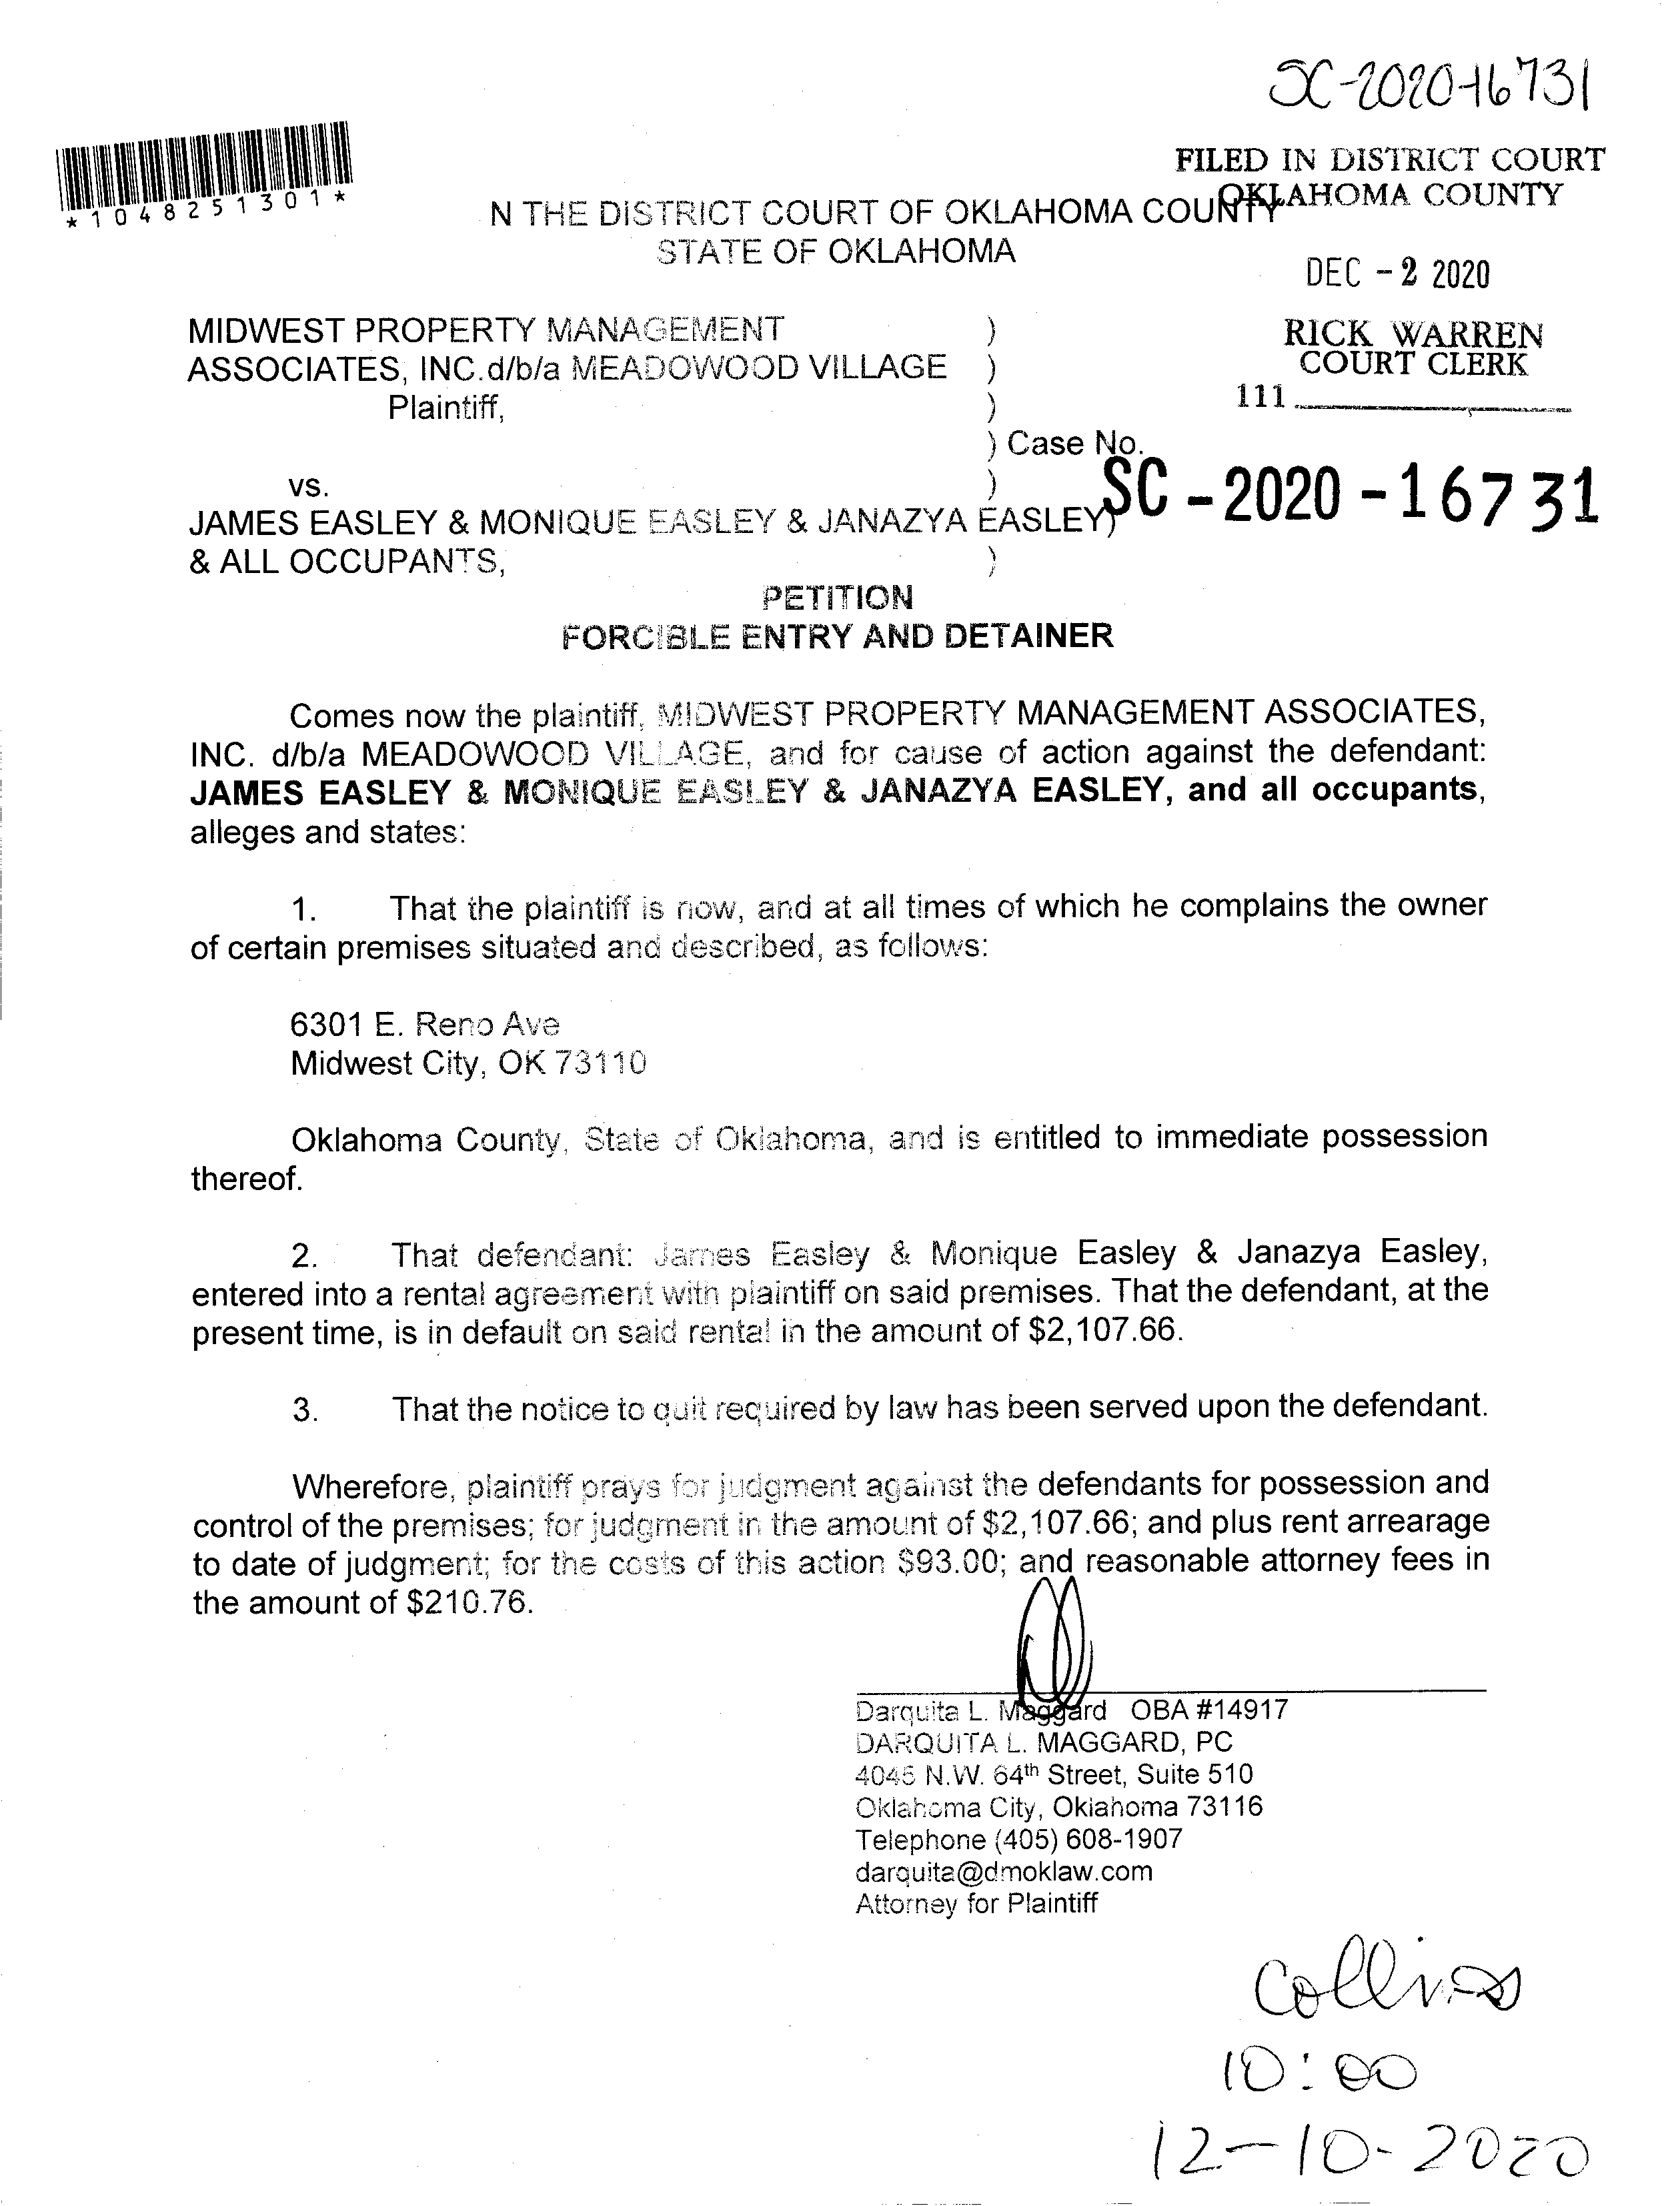 SC-2020-16731
*1048251301*
FILED IN DISTRICT COURT
OKLAHOMA COUNTY
N THE DISTRICT COURT OF OKLAHOMA COUNTY
STATE OF OKLAHOMA
DEC - 2 2020
RICK WARREN
COURT CLERK
111
MIDWEST PROPERTY MANAGEMENT )
ASSOCIATES, INC.d/b/a MEADOWOOD VILLAGE )
Plaintiff, )
) Case No.
vs. )
SC - 2020 - 16731
JAMES EASLEY & MONIQUE EASLEY & JANAZYA EASLEY)
& ALL OCCUPANTS, )
PETITION
FORCIBLE ENTRY AND DETAINER
Comes now the plaintiff, MIDWEST PROPERTY MANAGEMENT ASSOCIATES,
INC. d/b/a MEADOWOOD VILLAGE, and for cause of action against the defendant:
JAMES EASLEY & MONIQUE EASLEY & JANAZYA EASLEY, and all occupants,
alleges and states:
1. That the plaintiff is now, and at all times of which he complains the owner
of certain premises situated and described, as follows:
6301 E. Reno Ave
Midwest City, OK 73110
Oklahoma County, State of Oklahoma, and is entitled to immediate possession
thereof.
2. That defendant: James Easley & Monique Easley & Janazya Easley,
entered into a rental agreement with plaintiff on said premises. That the defendant, at the
present time, is in default on said rental in the amount of $2,107.66.
3. That the notice to quit required by law has been served upon the defendant.
Wherefore, plaintiff prays for judgment against the defendants for possession and
control of the premises; for judgment in the amount of $2,107.66; and plus rent arrearage
to date of judgment; for the costs of this action $93.00; and reasonable attorney fees in
the amount of $210.76.
Darquita L. Maggard OBA #14917
DARQUITA L. MAGGARD, PC
4045 N.W. 64th Street, Suite 510
Oklahoma City, Oklahoma 73116
Telephone (405) 608-1907
darquita@dmoklaw.com
Attorney for Plaintiff
Collins
10:00
12-10-2020